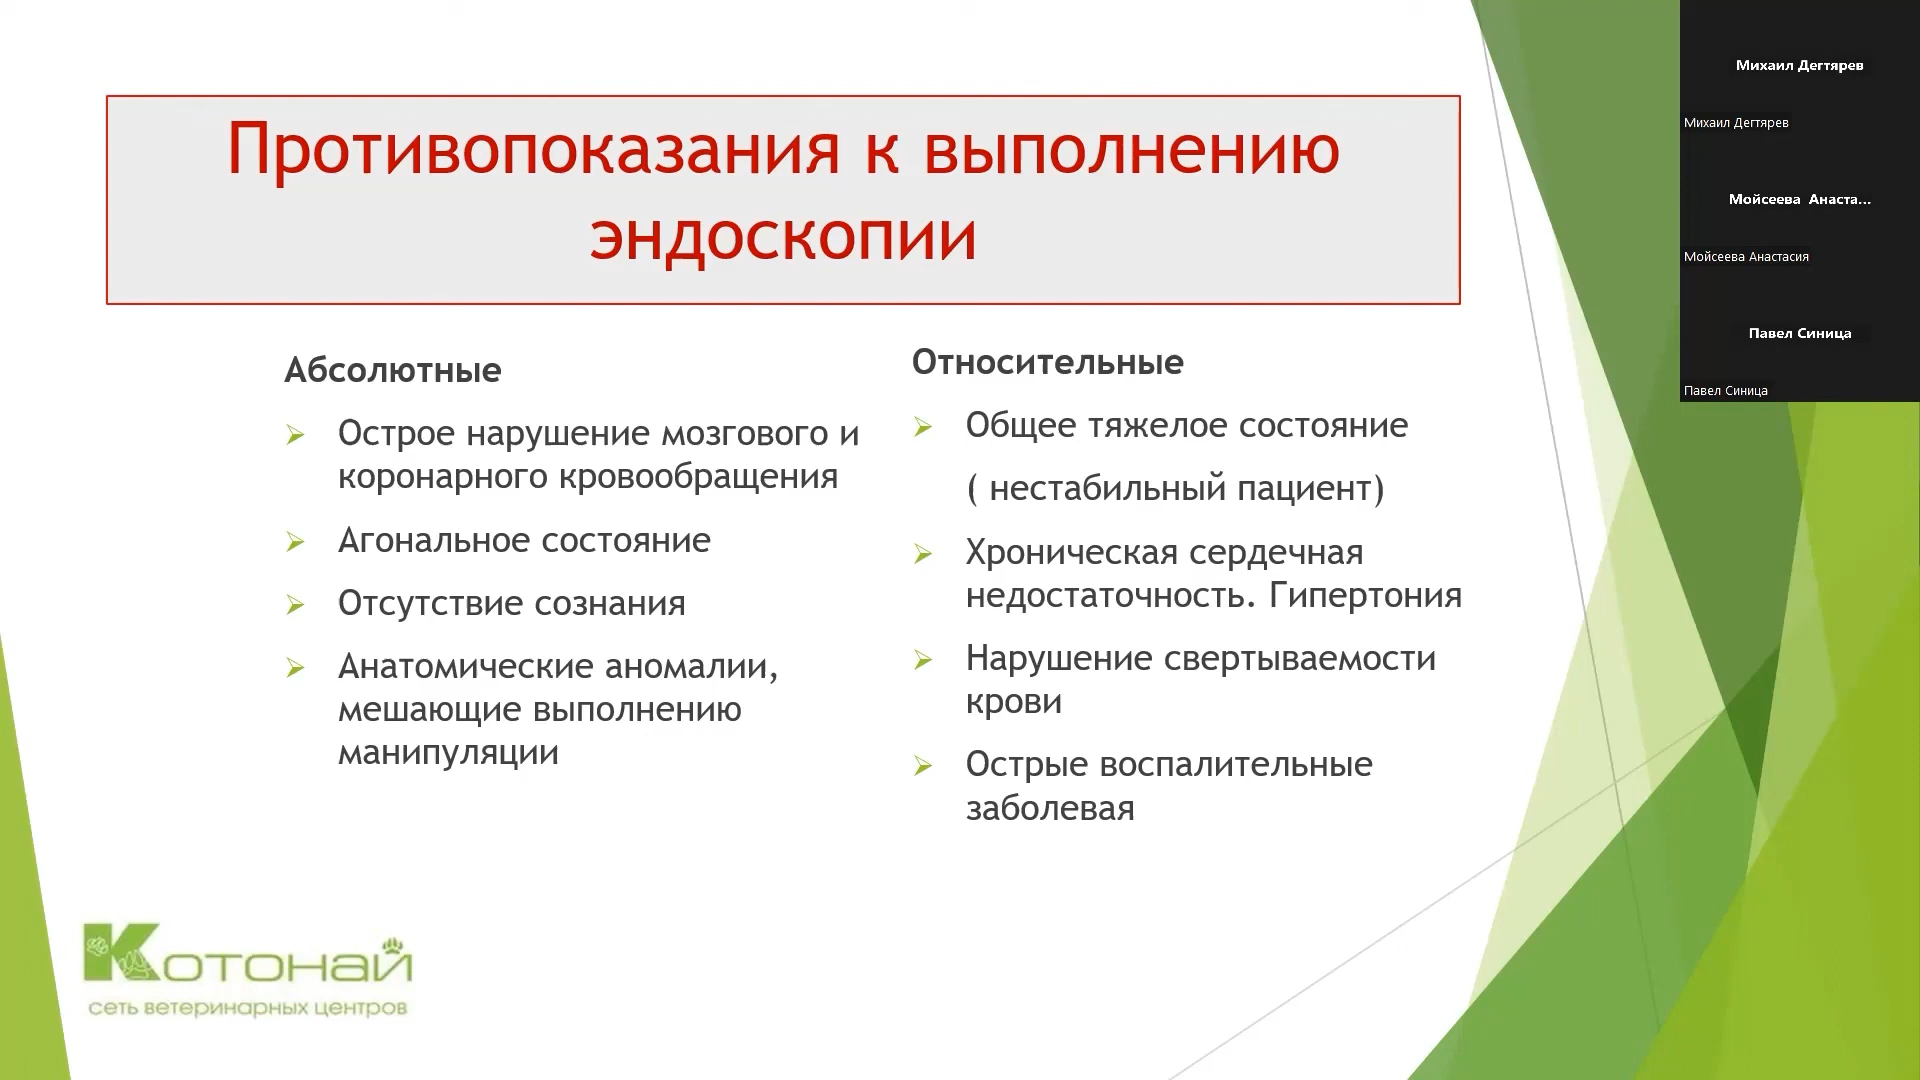 Противопоказания к выполнению
эндоскопии
Абсолютные
Острое нарушение мозгового и
коронарного кровообращения
Агональное состояние
Отсутствие сознания
Анатомические аномалии,
мешающие выполнению
манипуляции
Относительные
Общее тяжелое состояние
( нестабильный пациент)
Хроническая сердечная
недостаточность. Гипертония
Нарушение свертываемости
крови
Острые воспалительные
заболевая
Котонай
сеть ветеринарных центров
Михаил Дегтярев
Михаил Дегтярев
Мойсеева Анаста...
Мойсеева Анастасия
Павел Синица
Павел Синица